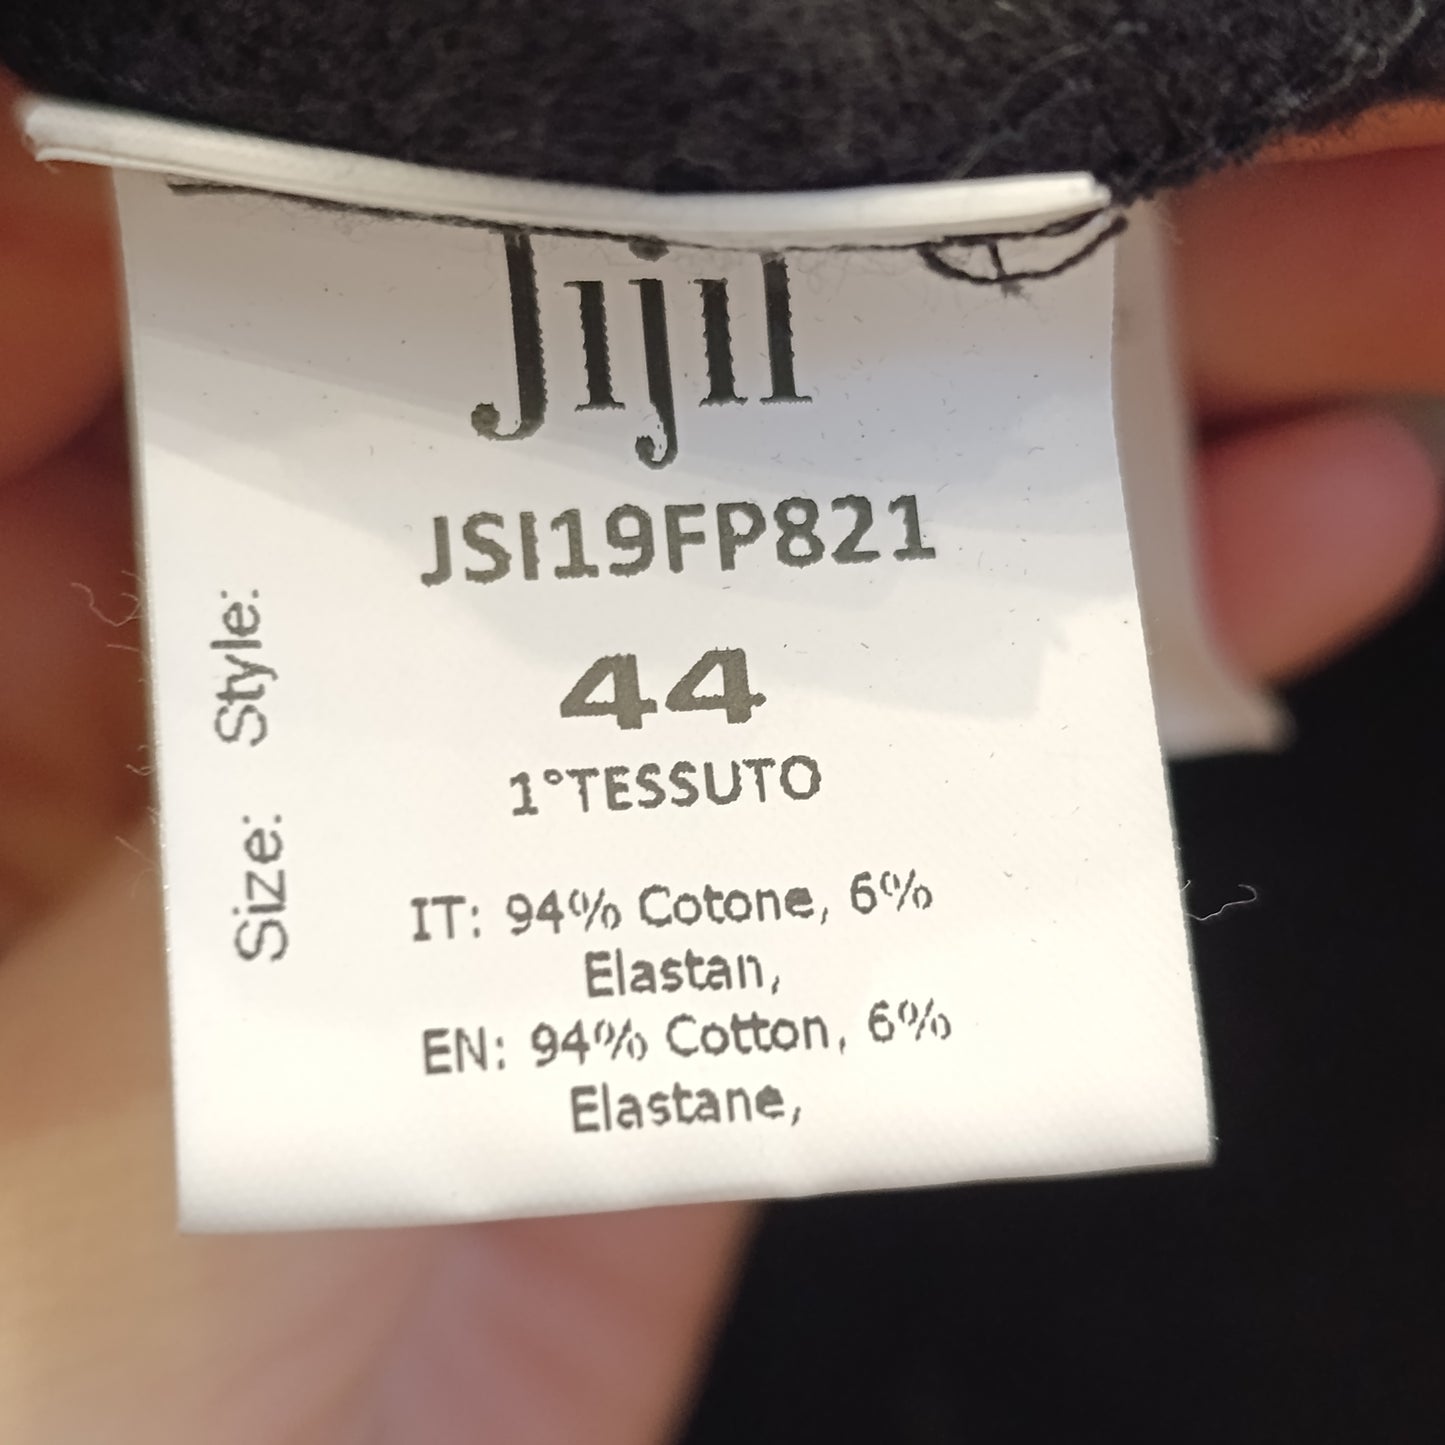 Jijil
Style: JSI19FP821
Size: 44
1°TESSUTO
IT: 94% Cotone, 6%
Elastan,
EN: 94% Cotton, 6%
Elastane,